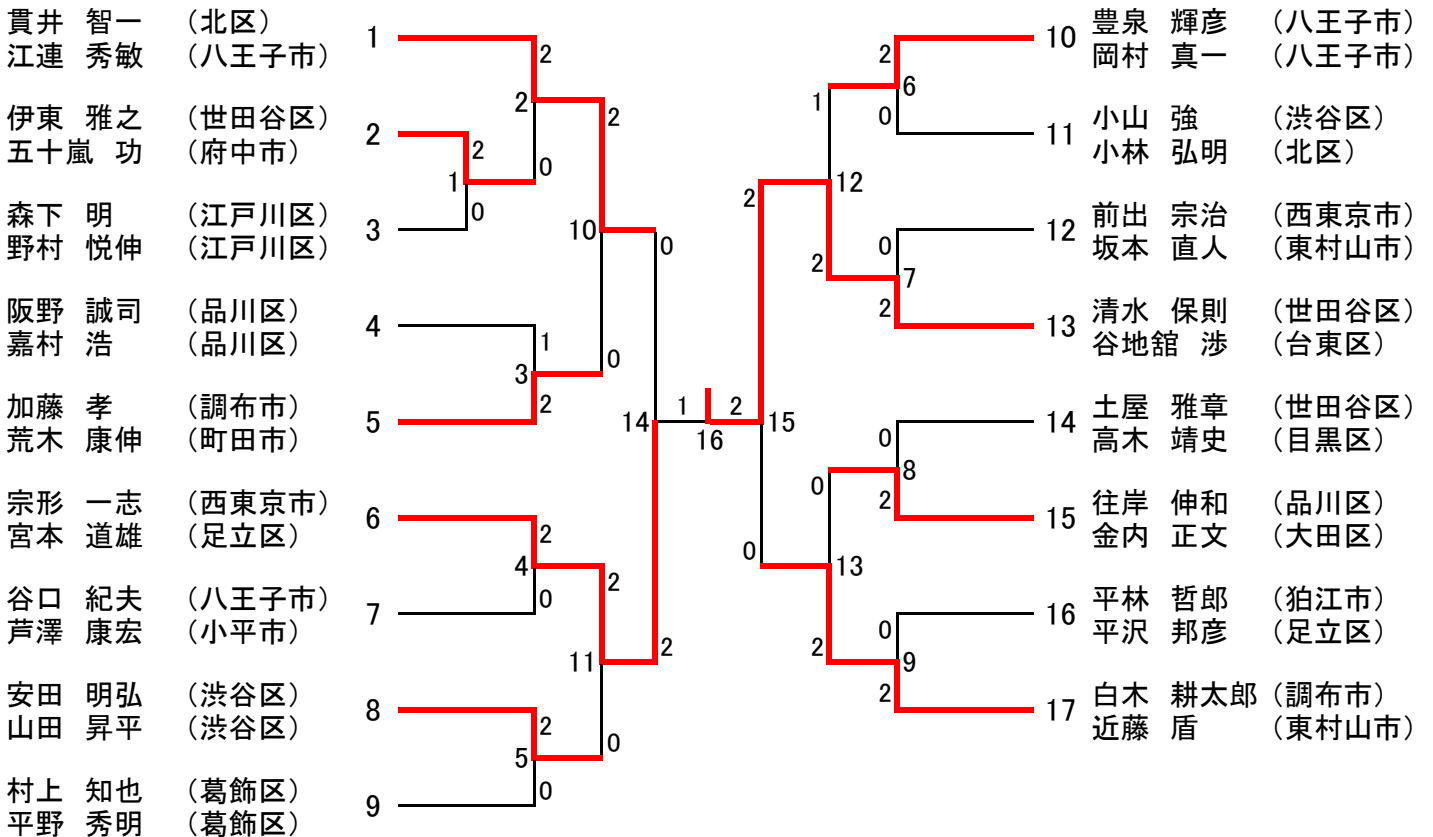 貫井 智一 （北区）
江連 秀敏 （八王子市）
1
伊東 雅之 （世田谷区）
五十嵐 功 （府中市）
2
森下 明 （江戸川区）
野村 悦伸 （江戸川区）
3
阪野 誠司 （品川区）
嘉村 浩 （品川区）
4
加藤 孝 （調布市）
荒木 康伸 （町田市）
5
宗形 一志 （西東京市）
宮本 道雄 （足立区）
6
谷口 紀夫 （八王子市）
芦澤 康宏 （小平市）
7
安田 明弘 （渋谷区）
山田 昇平 （渋谷区）
8
村上 知也 （葛飾区）
平野 秀明 （葛飾区）
9
2
2
0
2
1
0
1
3
2
2
4
0
2
5
0
2
10
0
2
11
0
0
14
2
1
16
2
2
15
0
1
12
2
0
13
2
2
6
0
0
7
2
0
8
2
0
9
2
10
豊泉 輝彦 （八王子市）
岡村 真一 （八王子市）
11
小山 強 （渋谷区）
小林 弘明 （北区）
12
前出 宗治 （西東京市）
坂本 直人 （東村山市）
13
清水 保則 （世田谷区）
谷地舘 渉 （台東区）
14
土屋 雅章 （世田谷区）
高木 靖史 （目黒区）
15
往岸 伸和 （品川区）
金内 正文 （大田区）
16
平林 哲郎 （狛江市）
平沢 邦彦 （足立区）
17
白木 耕太郎 （調布市）
近藤 盾 （東村山市）